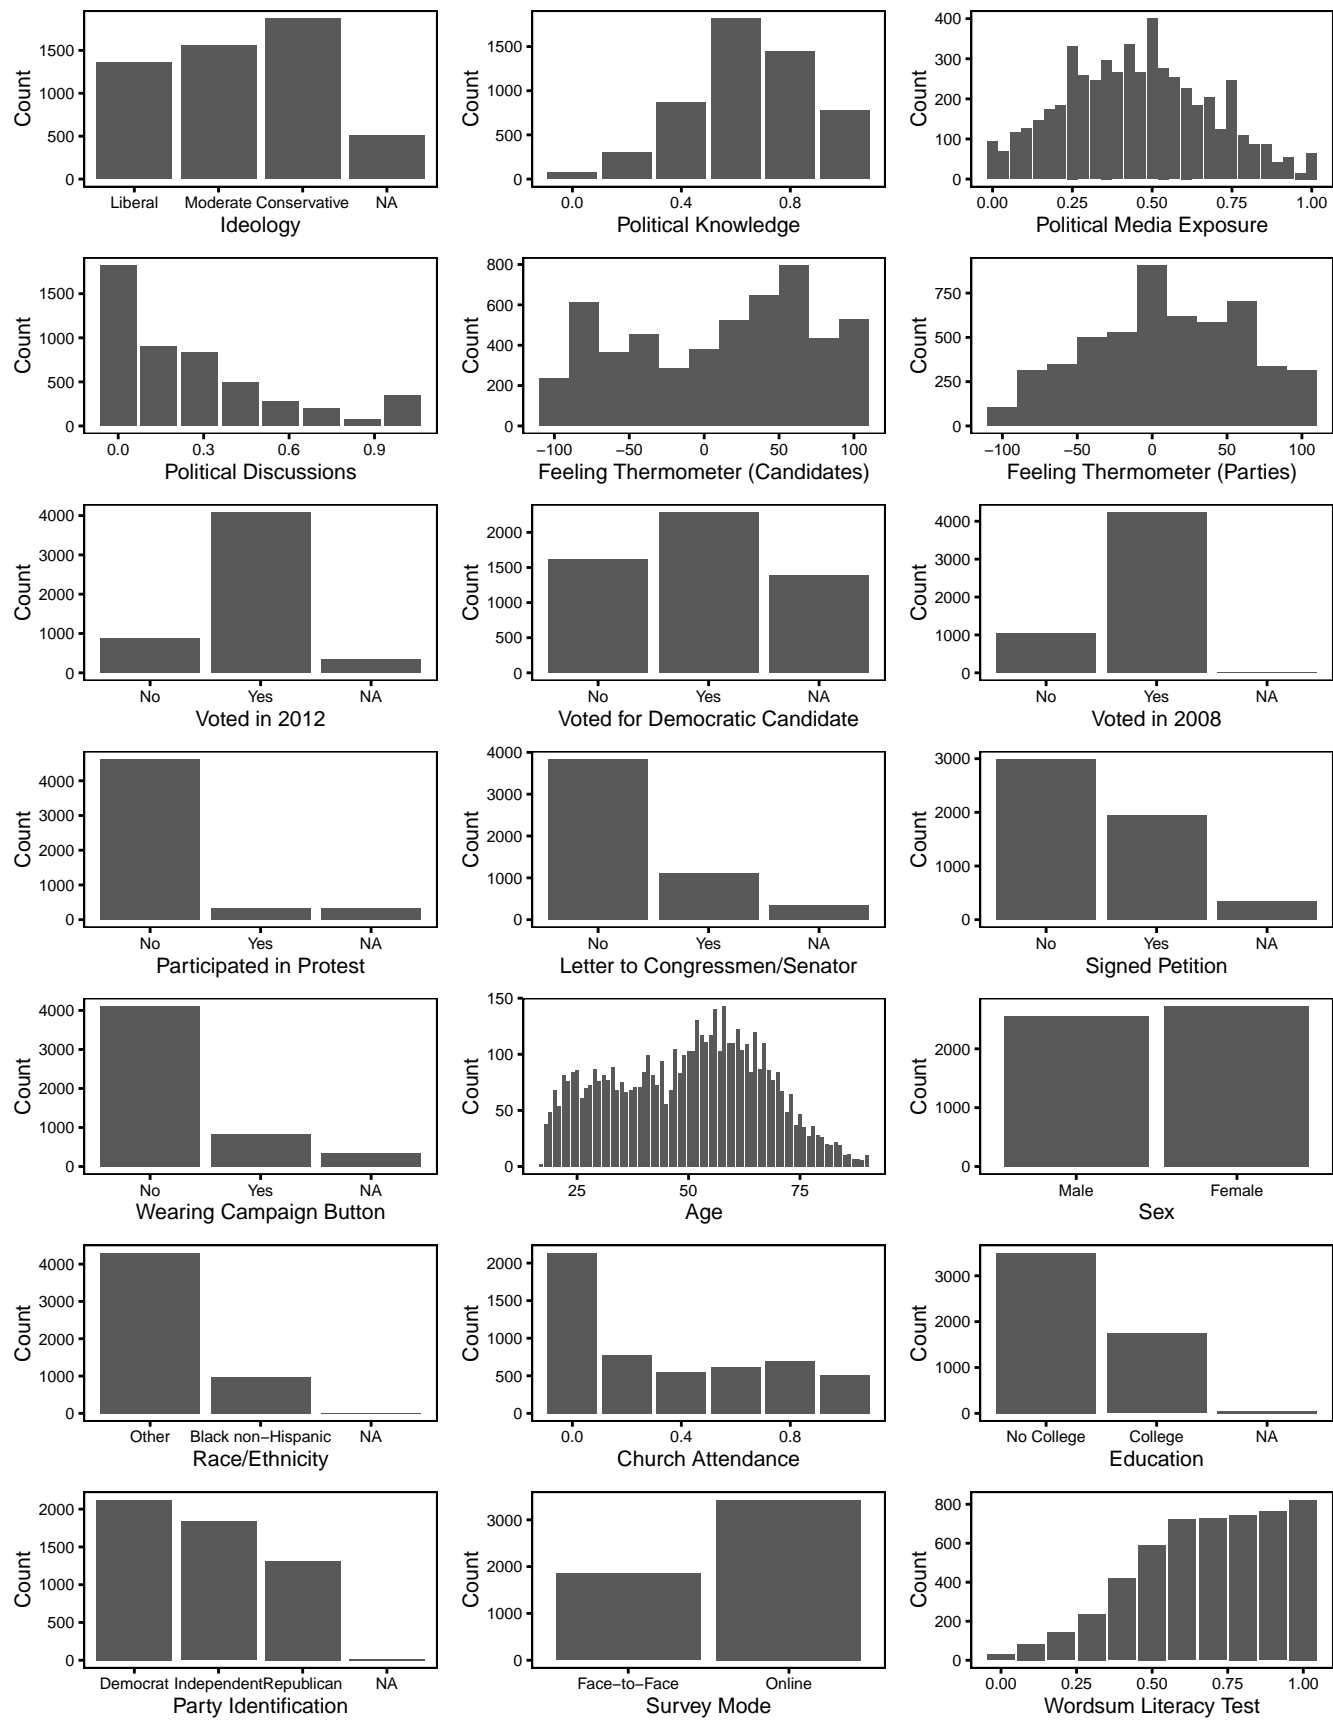 Count
1500
1000
500
0
Liberal Moderate Conservative NA
Ideology
Count
1500
1000
500
0
0.0 0.4 0.8
Political Knowledge
Count
400
300
200
100
0
0.00 0.25 0.50 0.75 1.00
Political Media Exposure
Count
1500
1000
500
0
0.0 0.3 0.6 0.9
Political Discussions
Count
800
600
400
200
0
−100 −50 0 50 100
Feeling Thermometer (Candidates)
Count
750
500
250
0
−100 −50 0 50 100
Feeling Thermometer (Parties)
Count
4000
3000
2000
1000
0
No Yes NA
Voted in 2012
Count
2000
1500
1000
500
0
No Yes NA
Voted for Democratic Candidate
Count
4000
3000
2000
1000
0
No Yes NA
Voted in 2008
Count
4000
3000
2000
1000
0
No Yes NA
Participated in Protest
Count
4000
3000
2000
1000
0
No Yes NA
Letter to Congressmen/Senator
Count
3000
2000
1000
0
No Yes NA
Signed Petition
Count
4000
3000
2000
1000
0
No Yes NA
Wearing Campaign Button
Count
150
100
50
0
25 50 75
Age
Count
2000
1000
0
Male Female
Sex
Count
4000
3000
2000
1000
0
Other Black non−Hispanic NA
Race/Ethnicity
Count
2000
1500
1000
500
0
0.0 0.4 0.8
Church Attendance
Count
3000
2000
1000
0
No College College NA
Education
Count
2000
1500
1000
500
0
Democrat Independent Republican NA
Party Identification
Count
3000
2000
1000
0
Face−to−Face Online
Survey Mode
Count
800
600
400
200
0
0.00 0.25 0.50 0.75 1.00
Wordsum Literacy Test